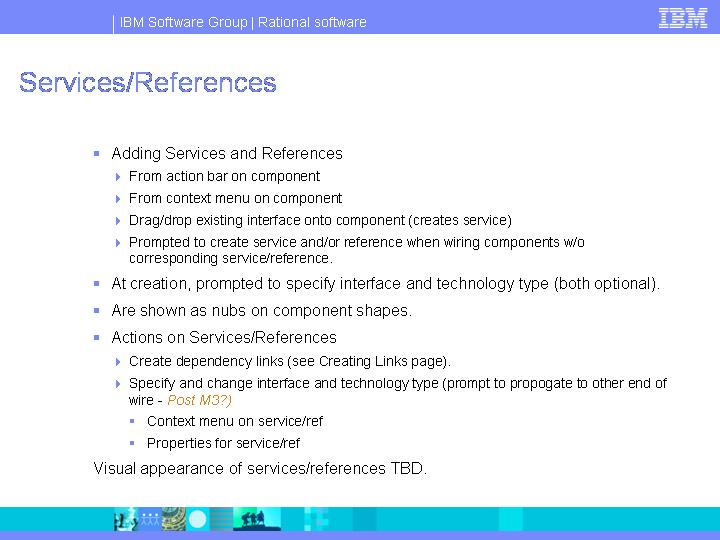 IBM Software Group | Rational software
IBM
Services/References
▪ Adding Services and References
From action bar on component
From context menu on component
Drag/drop existing interface onto component (creates service)
Prompted to create service and/or reference when wiring components w/o
corresponding service/reference.
▪ At creation, prompted to specify interface and technology type (both optional).
▪ Are shown as nubs on component shapes.
▪ Actions on Services/References
Create dependency links (see Creating Links page).
Specify and change interface and technology type (prompt to propogate to other end of
wire - Post M3?)
▪ Context menu on service/ref
▪ Properties for service/ref
Visual appearance of services/references TBD.